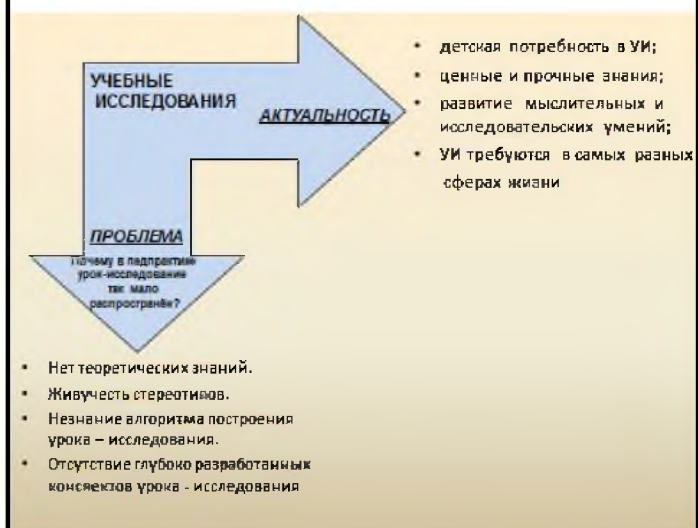 УЧЕБНЫЕ
ИССЛЕДОВАНИЯ
АКТУАЛЬНОСТЬ
• детская потребность в УИ;
• ценные и прочные знания;
• развитие мыслительных и
исследовательских умений;
• УИ требуются в самых разных
сферах жизни
ПРОБЛЕМА
Почему в педпрактике
урок-исследование
так мало
распространён?
• Нет теоретических знаний.
• Живучесть стереотипов.
• Незнание алгоритма построения
урока – исследования.
• Отсутствие глубоко разработанных
конспектов урока - исследования